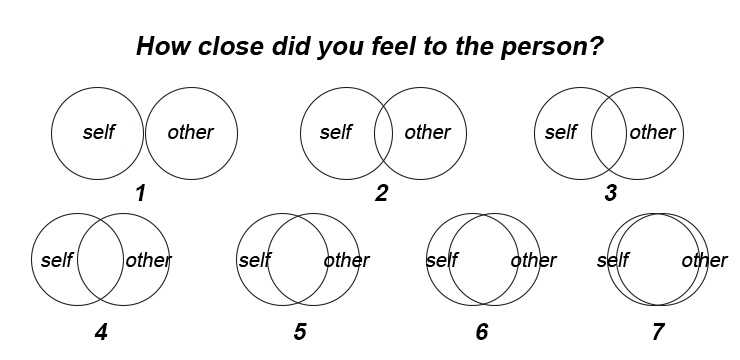 How close did you feel to the person?
self other self other self other
1 2 3
self other self other self other self other
4 5 6 7